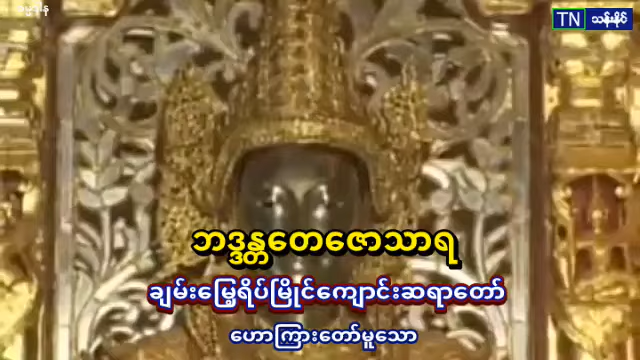 TN သန်းနိုင်
ဘဒ္ဒန္တတေဇောသာရ
ချမ်းမြွေ့ရိပ်မြိုင်ကျောင်းဆရာတော်
ဟောကြားတော်မူသော